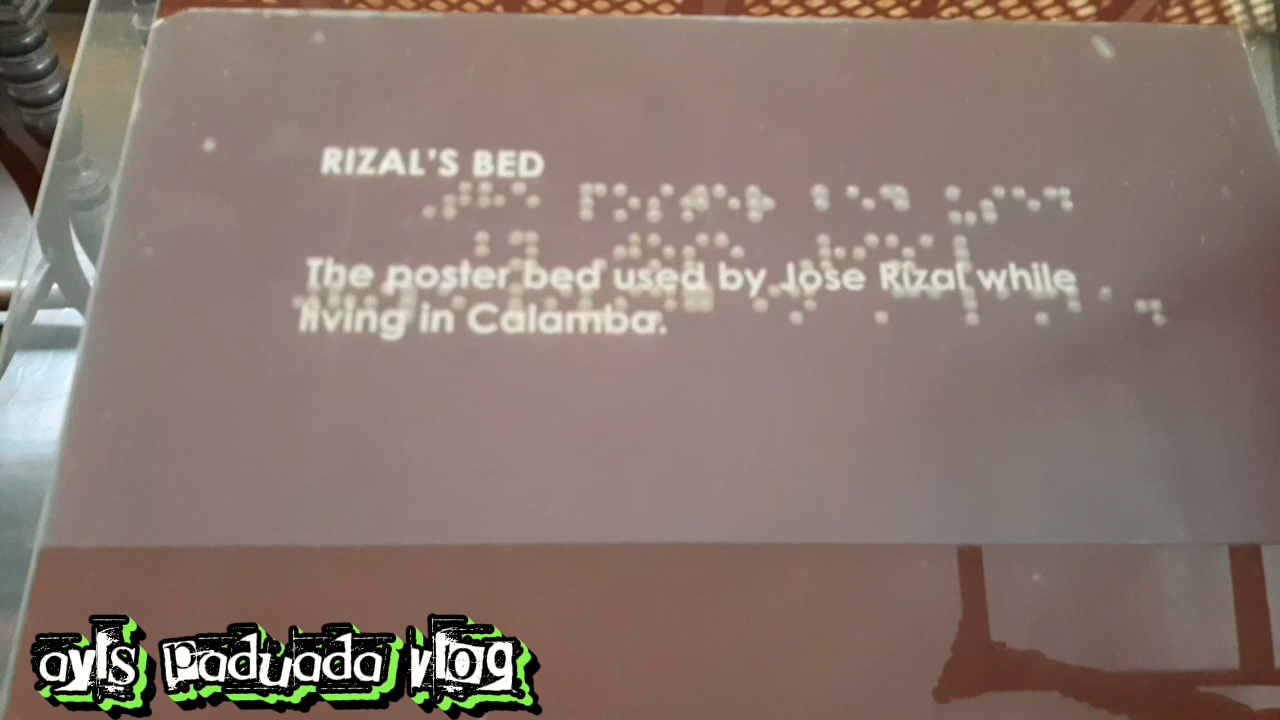 RIZAL'S BED
The poster bed used by Jose Rizal while
living in Calamba.
ayls paduada vlog